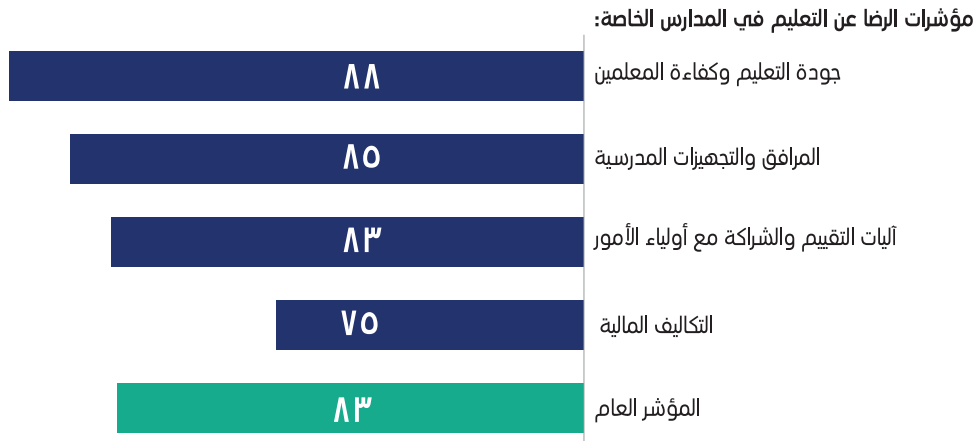 مؤشرات الرضا عن التعليم في المدارس الخاصة:
جودة التعليم وكفاءة المعلمين
٨٨
المرافق والتجهيزات المدرسية
٨٥
آليات التقييم والشراكة مع أولياء الأمور
٨٣
التكاليف المالية
٧٥
المؤشر العام
٨٣